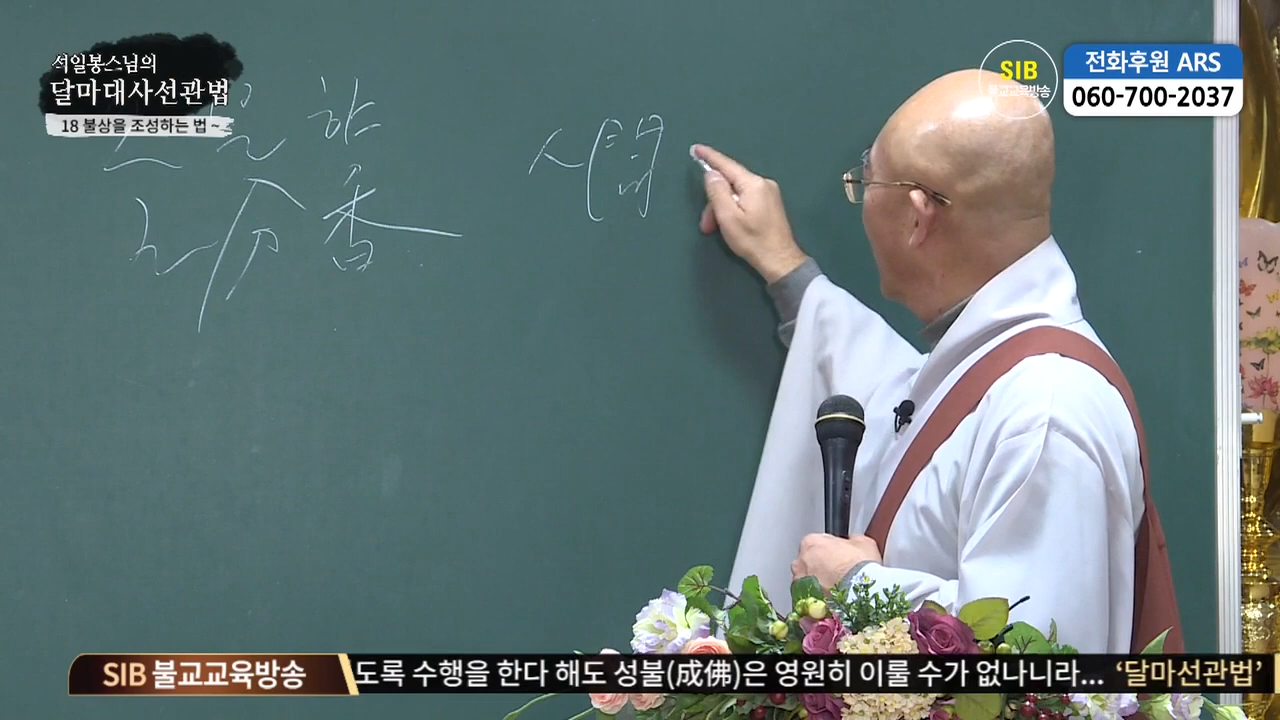 석일봉스님의
달마대사선관법
18 불상을 조성하는 법 ~
SIB
불교교육방송
전화후원 ARS
060-700-2037
香
SIB 불교교육방송
도록 수행을 한다 해도 성불(成佛)은 영원히 이룰 수가 없나니라... ‘달마선관법’